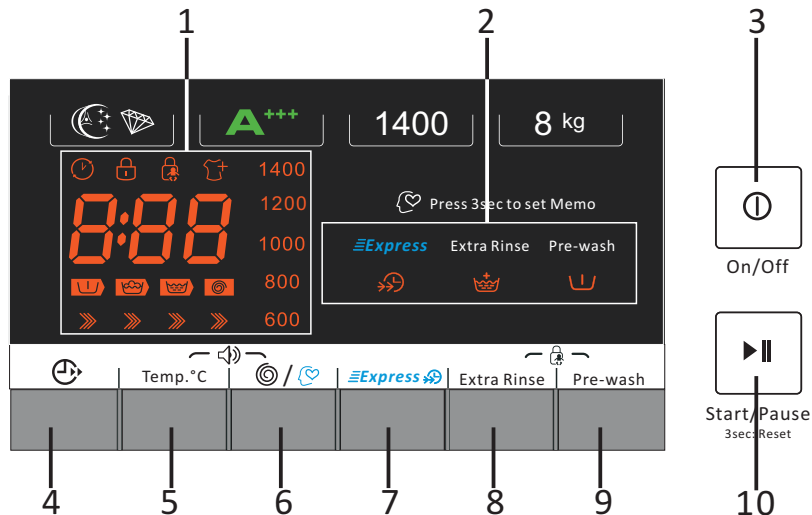 1 2 3
A+++ 1400 8 kg
1400
1200
8:88
1000
800
600
Press 3sec to set Memo
Express Extra Rinse Pre-wash
On/Off
Temp.°C / Express Extra Rinse Pre-wash
Start/Pause
3sec: Reset
4 5 6 7 8 9 10